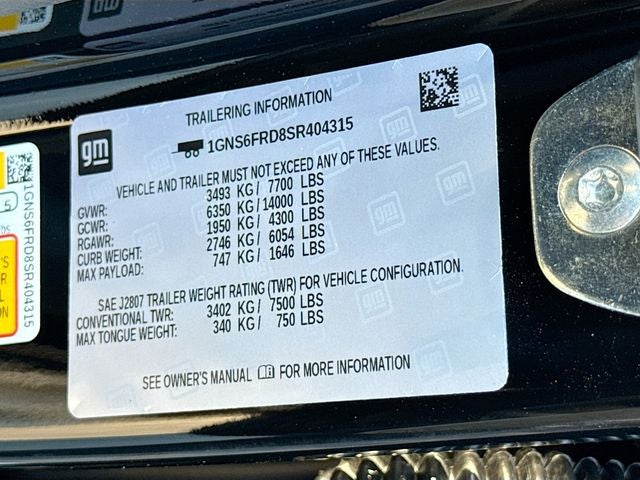 TRAILERING INFORMATION
gm
1GNS6FRD8SR404315
VEHICLE AND TRAILER MUST NOT EXCEED ANY OF THESE VALUES.
GVWR: 3493 KG / 7700 LBS
GCWR: 6350 KG / 14000 LBS
RGAWR: 1950 KG / 4300 LBS
CURB WEIGHT: 2746 KG / 6054 LBS
MAX PAYLOAD: 747 KG / 1646 LBS
SAE J2807 TRAILER WEIGHT RATING (TWR) FOR VEHICLE CONFIGURATION.
CONVENTIONAL TWR: 3402 KG / 7500 LBS
MAX TONGUE WEIGHT: 340 KG / 750 LBS
SEE OWNER'S MANUAL FOR MORE INFORMATION
1GNS6FRD8SR404315
5